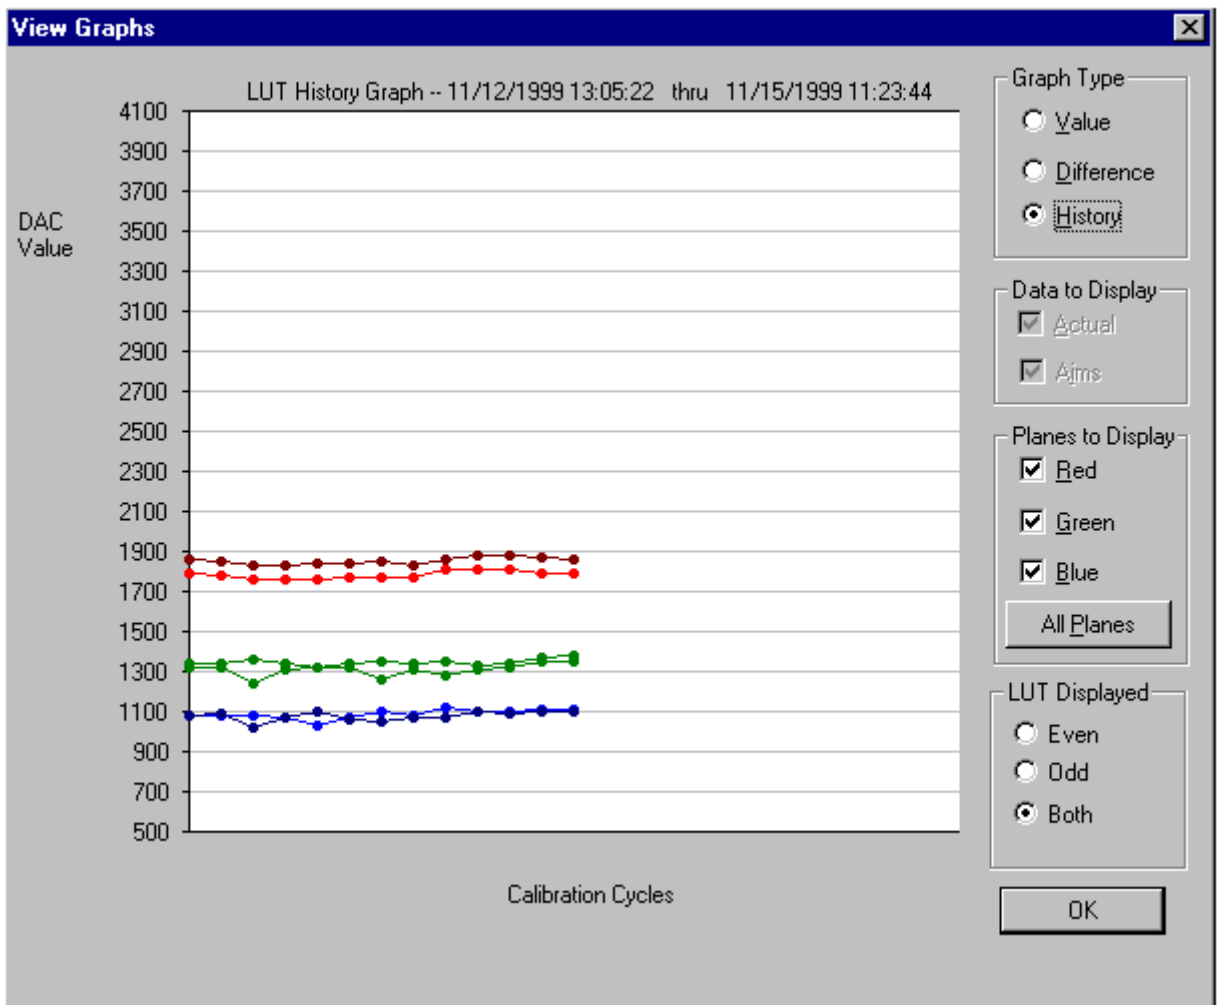 View Graphs
LUT History Graph -- 11/12/1999 13:05:22 thru 11/15/1999 11:23:44
DAC
Value
4100
3900
3700
3500
3300
3100
2900
2700
2500
2300
2100
1900
1700
1500
1300
1100
900
700
500
Calibration Cycles
Graph Type
Value
Difference
History
Data to Display
Actual
Aims
Planes to Display
Red
Green
Blue
All Planes
LUT Displayed
Even
Odd
Both
OK